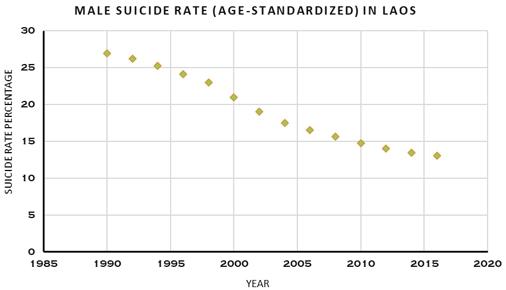 MALE SUICIDE RATE (AGE-STANDARDIZED) IN LAOS
30
25
20
15
10
5
0
SUICIDE RATE PERCENTAGE
1985 1990 1995 2000 2005 2010 2015 2020
YEAR